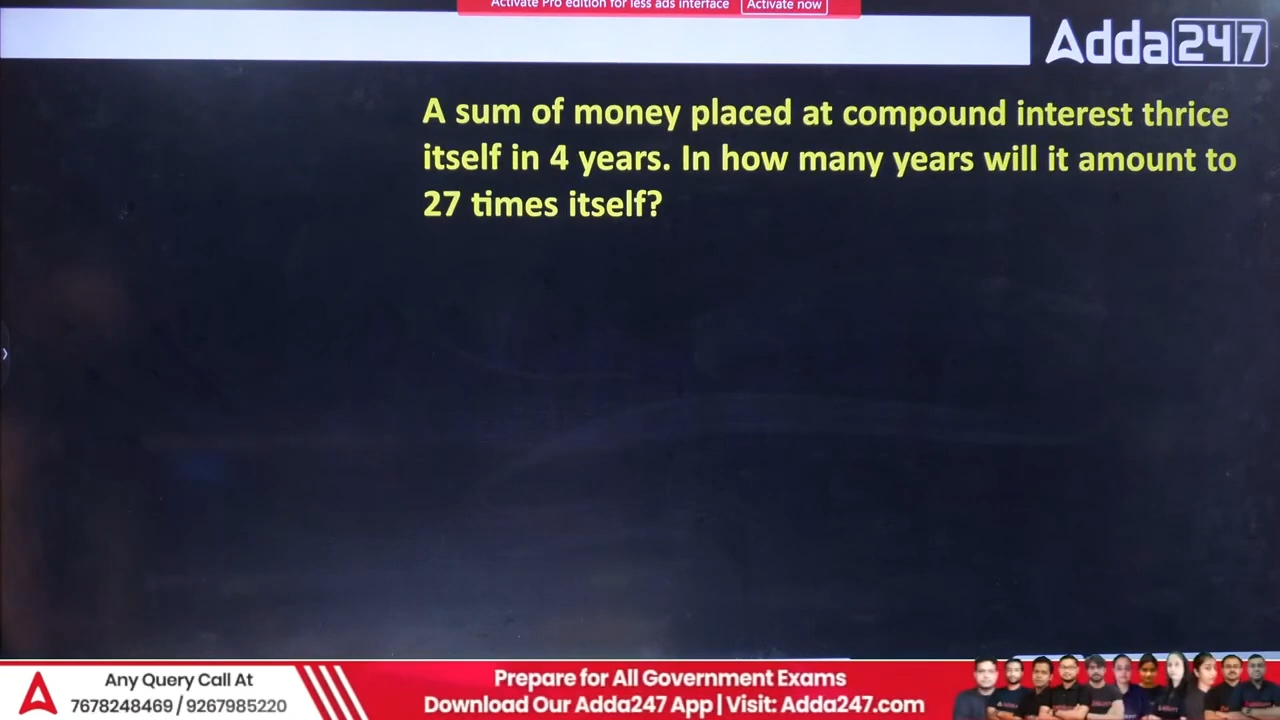 Activate Pro edition for less ads interface Activate now
Adda247
A sum of money placed at compound interest thrice
itself in 4 years. In how many years will it amount to
27 times itself?
Any Query Call At
7678248469 / 9267985220
Prepare for All Government Exams
Download Our Adda247 App | Visit: Adda247.com